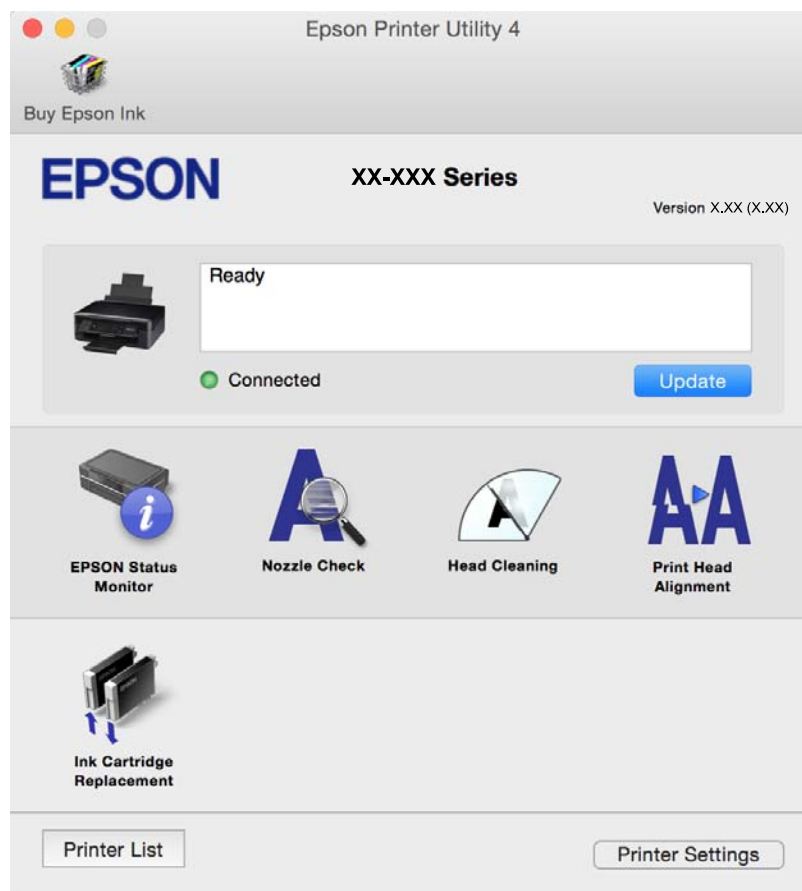 Epson Printer Utility 4
Buy Epson Ink
EPSON
XX-XXX Series
Version X.XX (X.XX)
Ready
Connected
Update
EPSON Status
Monitor
Nozzle Check
Head Cleaning
Print Head
Alignment
Ink Cartridge
Replacement
Printer List
Printer Settings